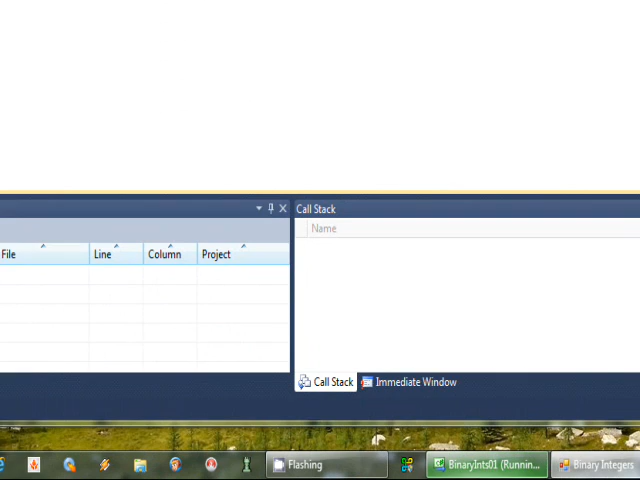 Call Stack
Name
File Line Column Project
Call Stack Immediate Window
Flashing BinaryInts01 (Runnin... Binary Integers